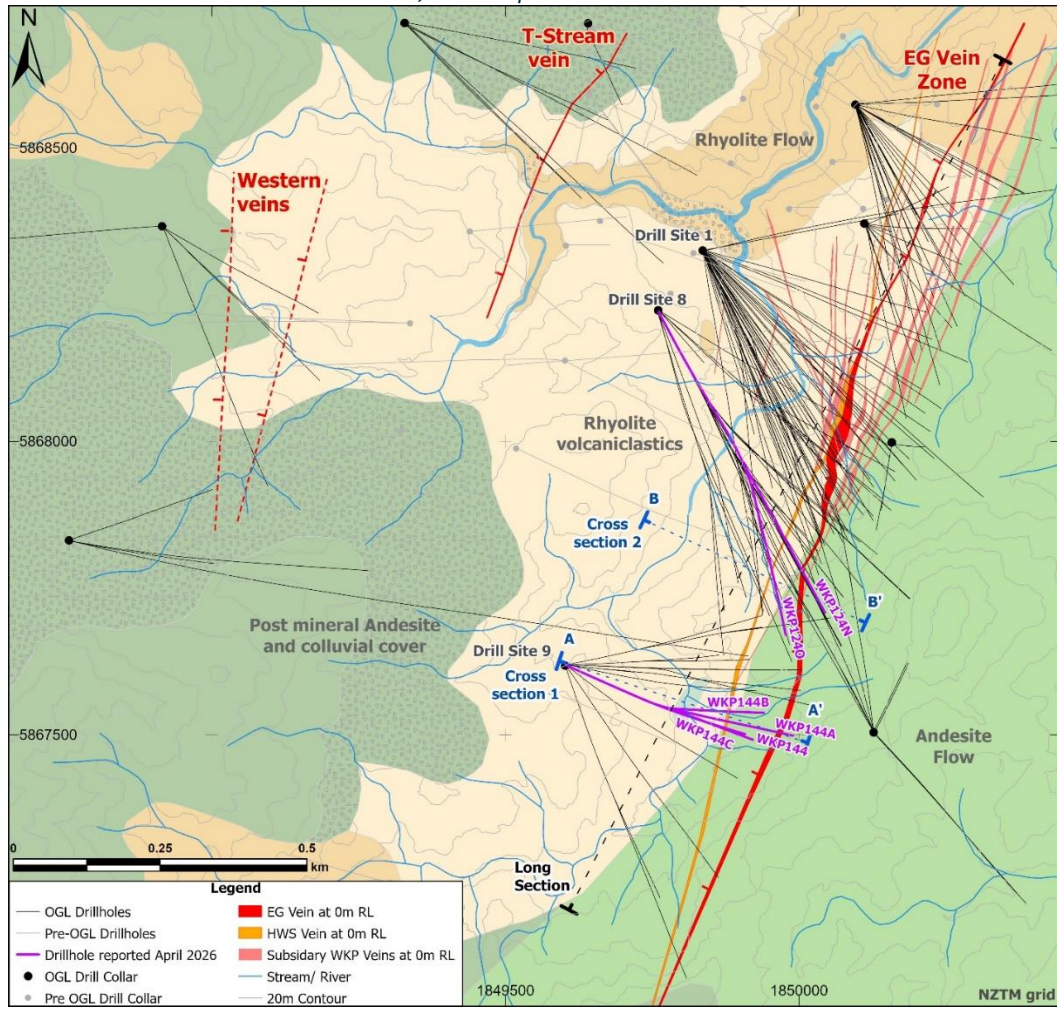 N
T-Stream
vein
EG Vein
Zone
Rhyolite Flow
5868500
Western
veins
Drill Site 1
Drill Site 8
5868000
Rhyolite
volcaniclastics
B
Cross
section 2
WKP124N
WKP124O
B'
Post mineral Andesite
and colluvial cover
A
Drill Site 9
Cross
section 1
WKP144B
A'
WKP144A
WKP144
WKP144C
5867500
Andesite
Flow
0 0.25 0.5
km
Long
Section
Legend
OGL Drillholes
Pre-OGL Drillholes
Drillhole reported April 2026
OGL Drill Collar
Pre OGL Drill Collar
EG Vein at 0m RL
HWS Vein at 0m RL
Subsidary WKP Veins at 0m RL
Stream/ River
20m Contour
1849500
1850000
NZTM grid